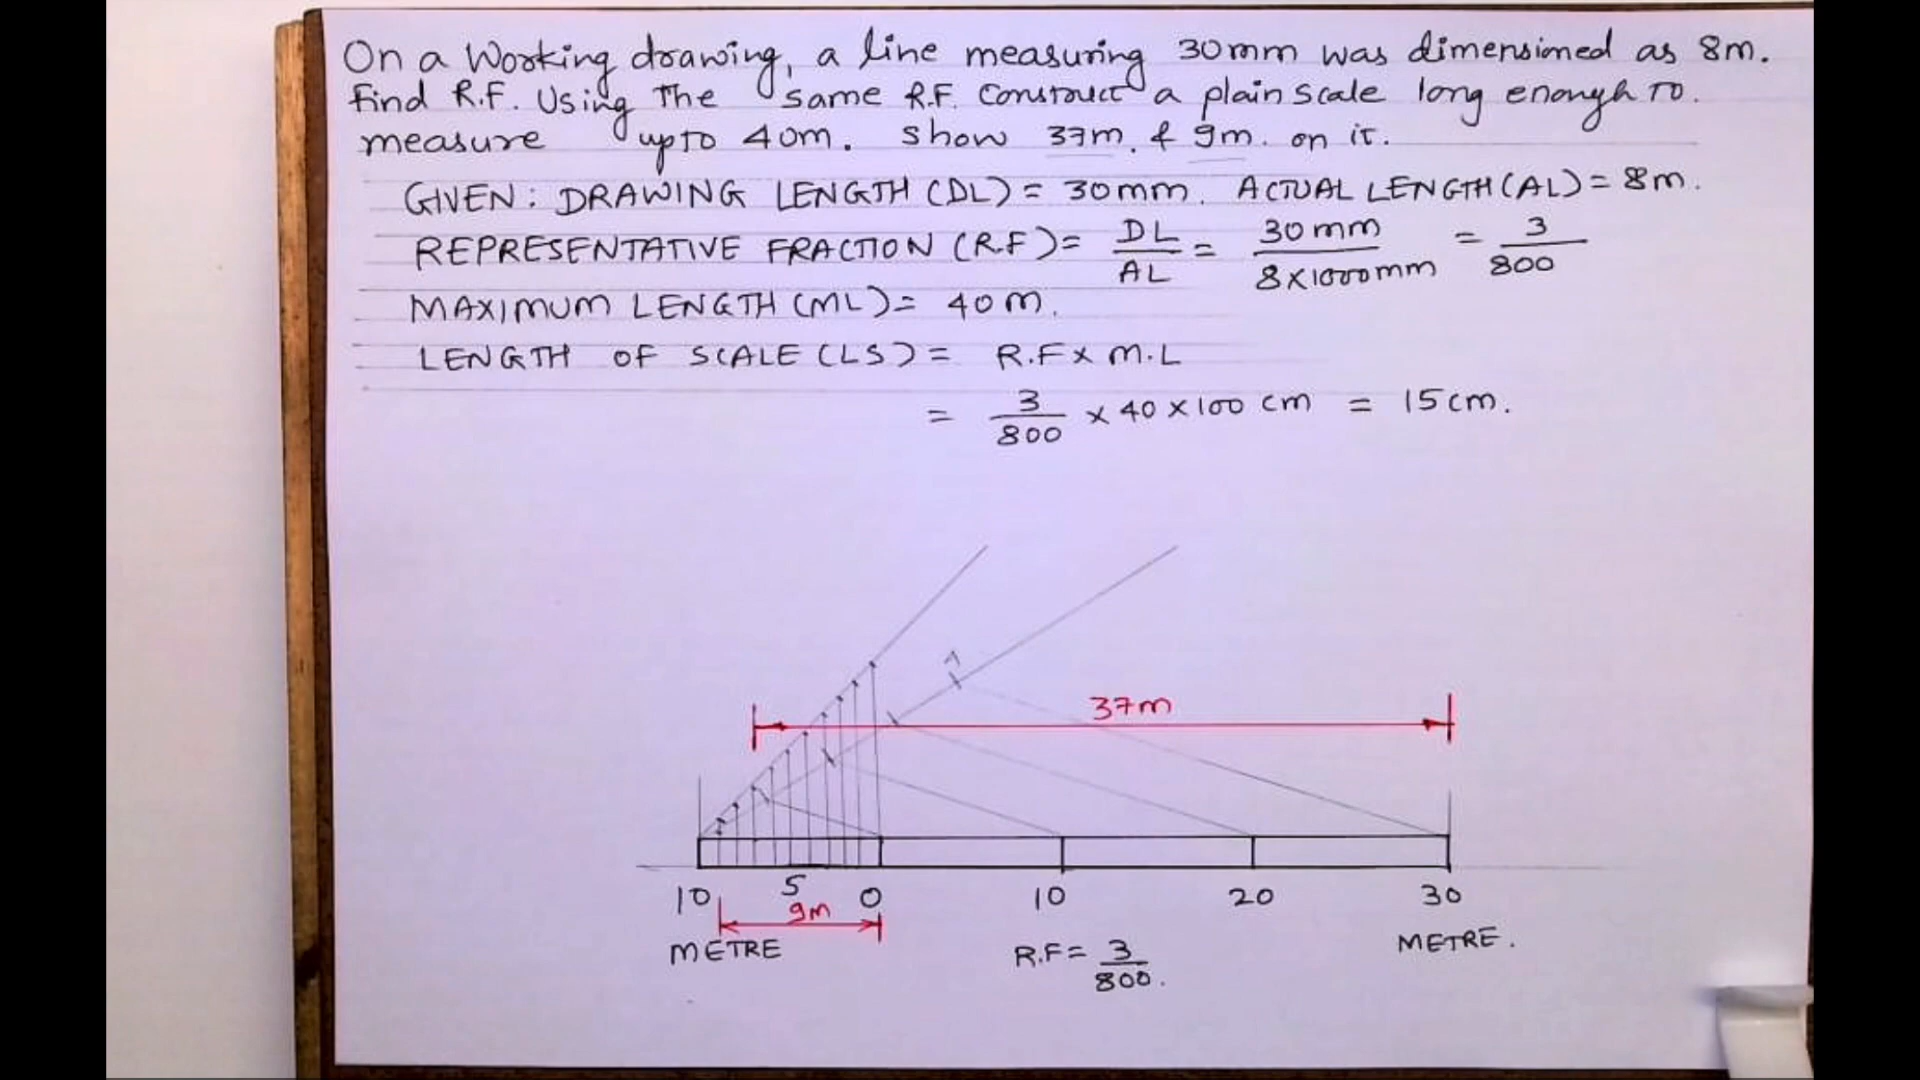 On a Working drawing, a line measuring 30mm was dimensioned as 8m.
Find R.F. Using The same R.F. Construct a plain scale long enough to.
measure upto 40m. Show 37m. & 9m. on it.
GIVEN: DRAWING LENGTH (DL) = 30mm. ACTUAL LENGTH (AL) = 8m.
REPRESENTATIVE FRACTION (R.F) = DL/AL = 30mm/8×1000mm = 3/800
MAXIMUM LENGTH (ML) = 40m.
LENGTH OF SCALE (LS) = R.F × M.L
= 3/800 × 40 × 100 cm = 15cm.
37m
10 5 0 10 20 30
9m
METRE R.F = 3/800. METRE.